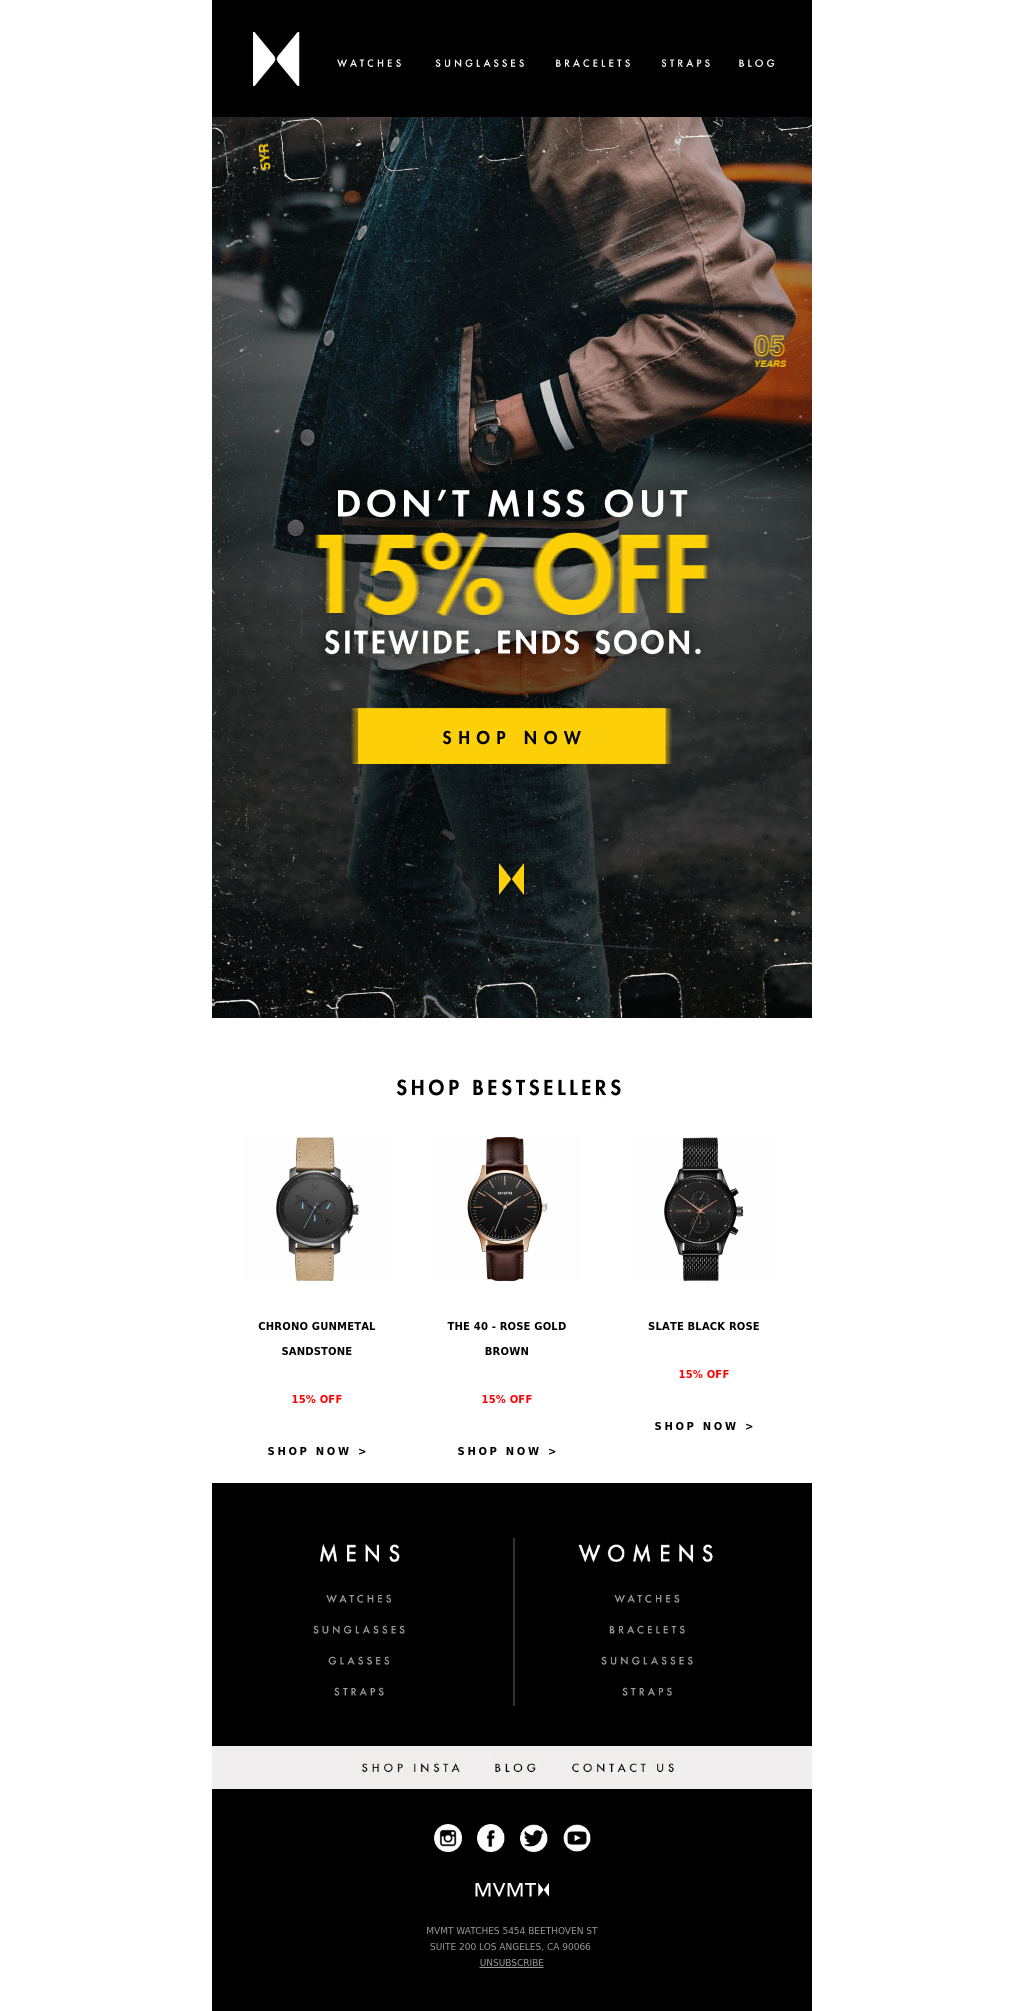 WATCHES SUNGLASSES BRACELETS STRAPS BLOG
5YR
05
YEARS
DON'T MISS OUT
15% OFF
SITEWIDE. ENDS SOON.
SHOP NOW
SHOP BESTSELLERS
MVMT
CHRONO GUNMETAL
SANDSTONE
15% OFF
SHOP NOW >
THE 40 - ROSE GOLD
BROWN
15% OFF
SHOP NOW >
SLATE BLACK ROSE
15% OFF
SHOP NOW >
MENS
WATCHES
SUNGLASSES
GLASSES
STRAPS
WOMENS
WATCHES
BRACELETS
SUNGLASSES
STRAPS
SHOP INSTA BLOG CONTACT US
MVMT
MVMT WATCHES 5454 BEETHOVEN ST
SUITE 200 LOS ANGELES, CA 90066
UNSUBSCRIBE